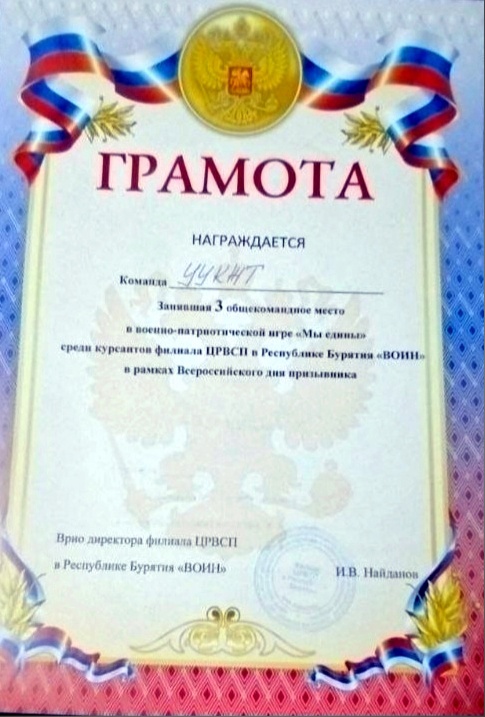 ГРАМОТА
НАГРАЖДАЕТСЯ
Команда УУКЖТ
Занявшая 3 общекомандное место
в военно-патриотической игре «Мы едины»
среди курсантов филиала ЦРВСП в Республике Бурятия «ВОИН»
в рамках Всероссийского дня призывника
Врио директора филиала ЦРВСП
в Республике Бурятия «ВОИН»
И.В. Найданов